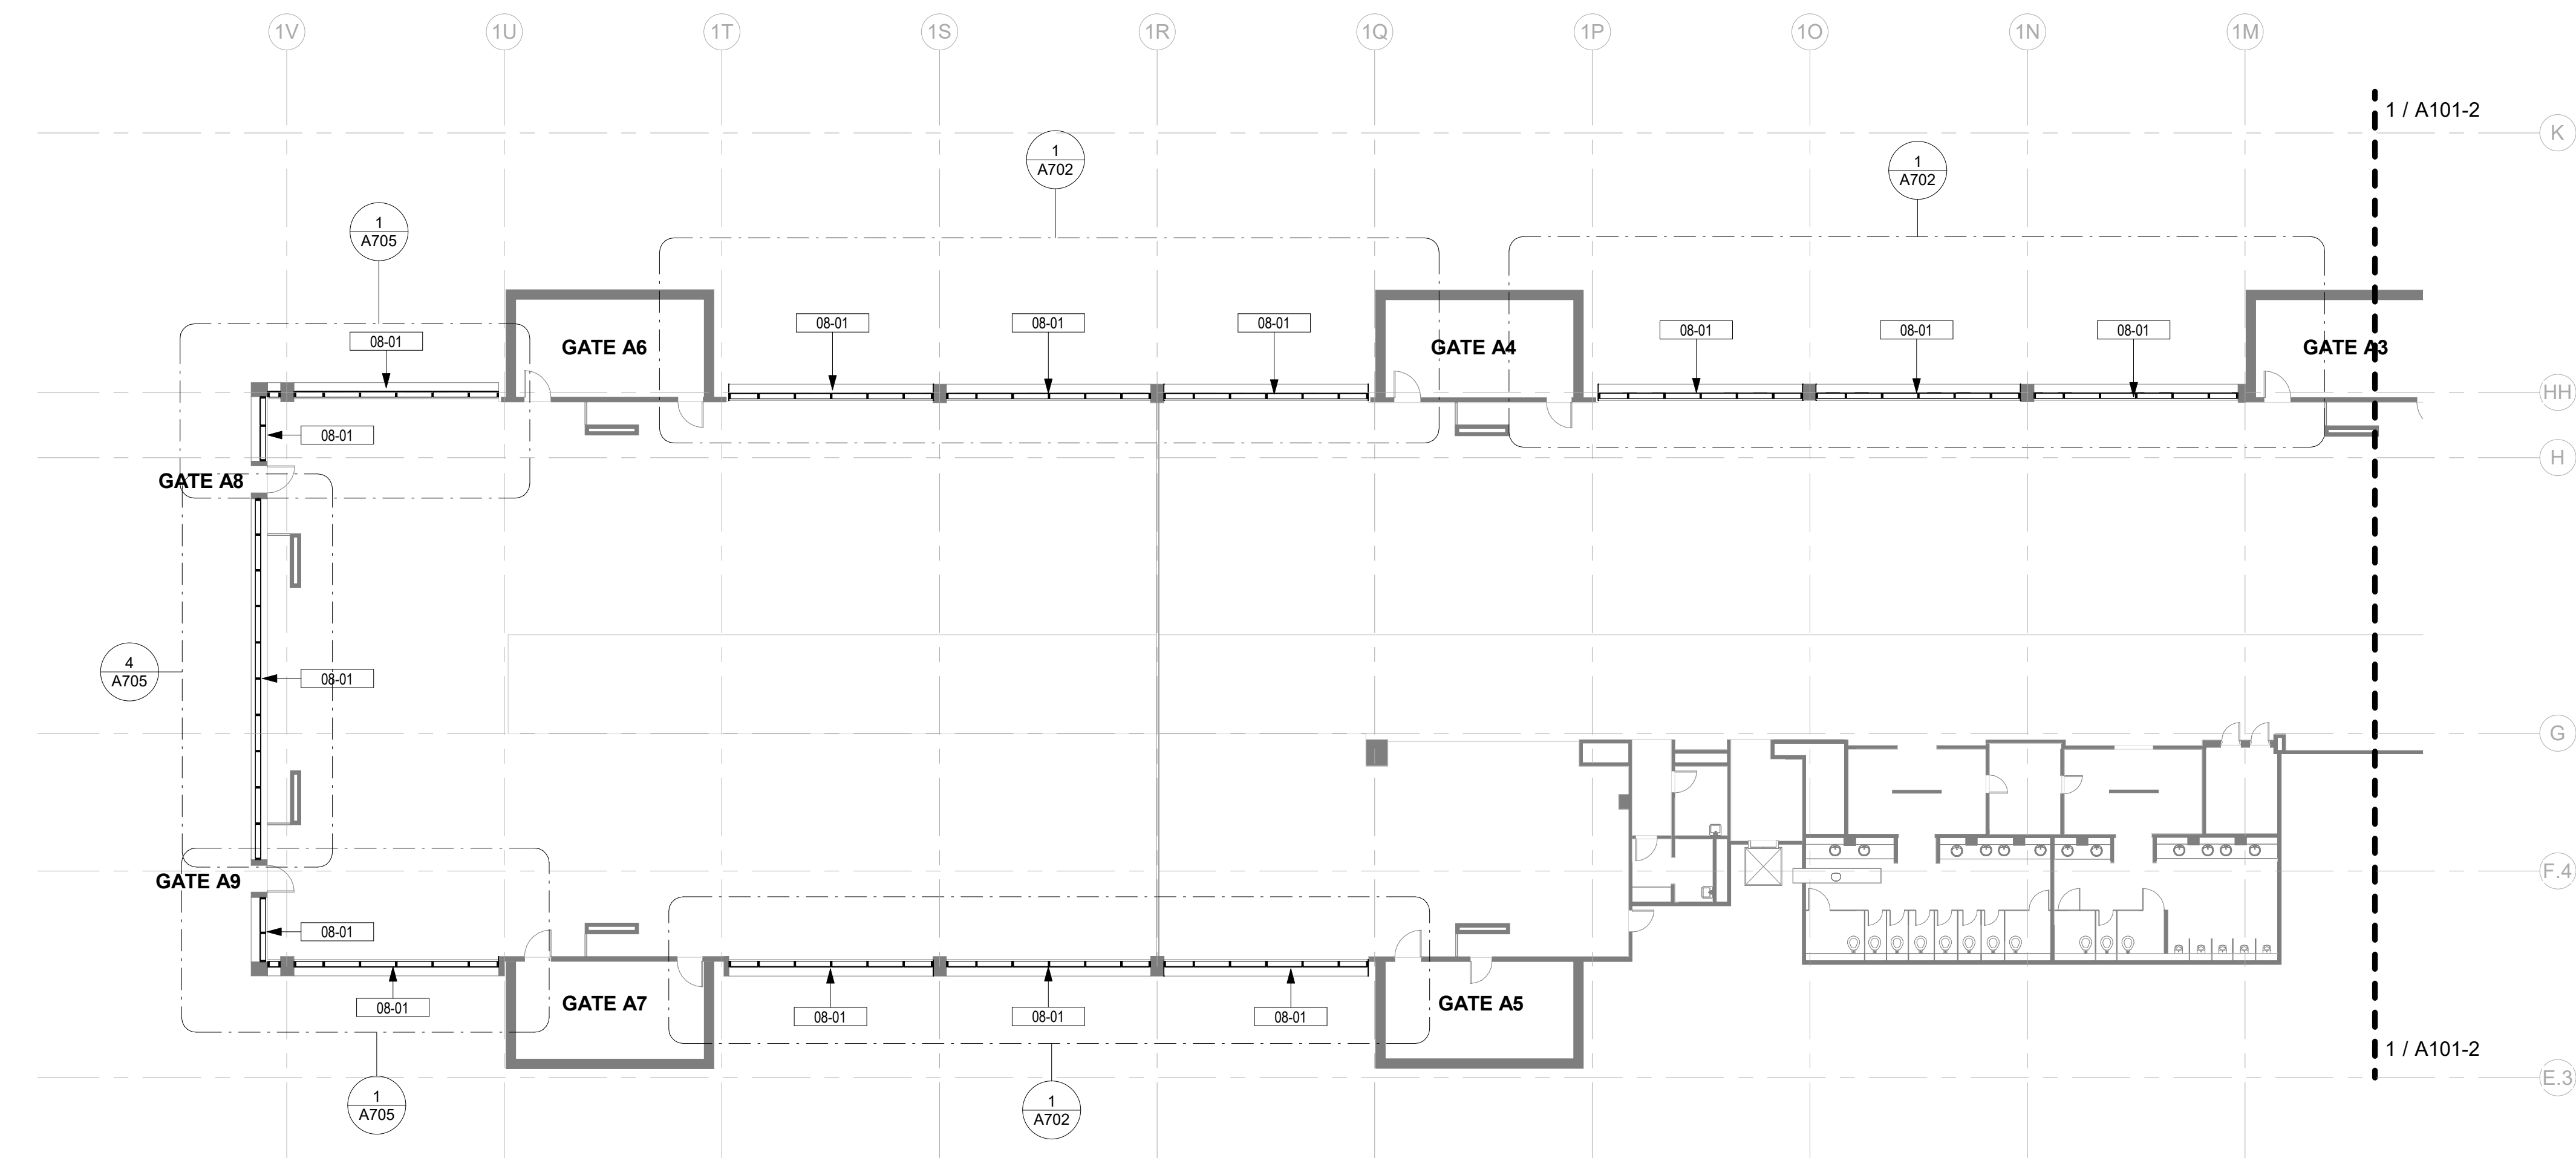 1V
1U
1T
1S
1R
1Q
1P
1O
1N
1M
1 / A101-2
K
1
A702
1
A702
1
A705
08-01
08-01
08-01
08-01
08-01
08-01
08-01
GATE A6
GATE A4
GATE A3
HH
08-01
H
GATE A8
4
A705
08-01
G
GATE A9
F.4
08-01
08-01
GATE A7
08-01
08-01
08-01
GATE A5
1 / A101-2
E.3
1
A705
1
A702